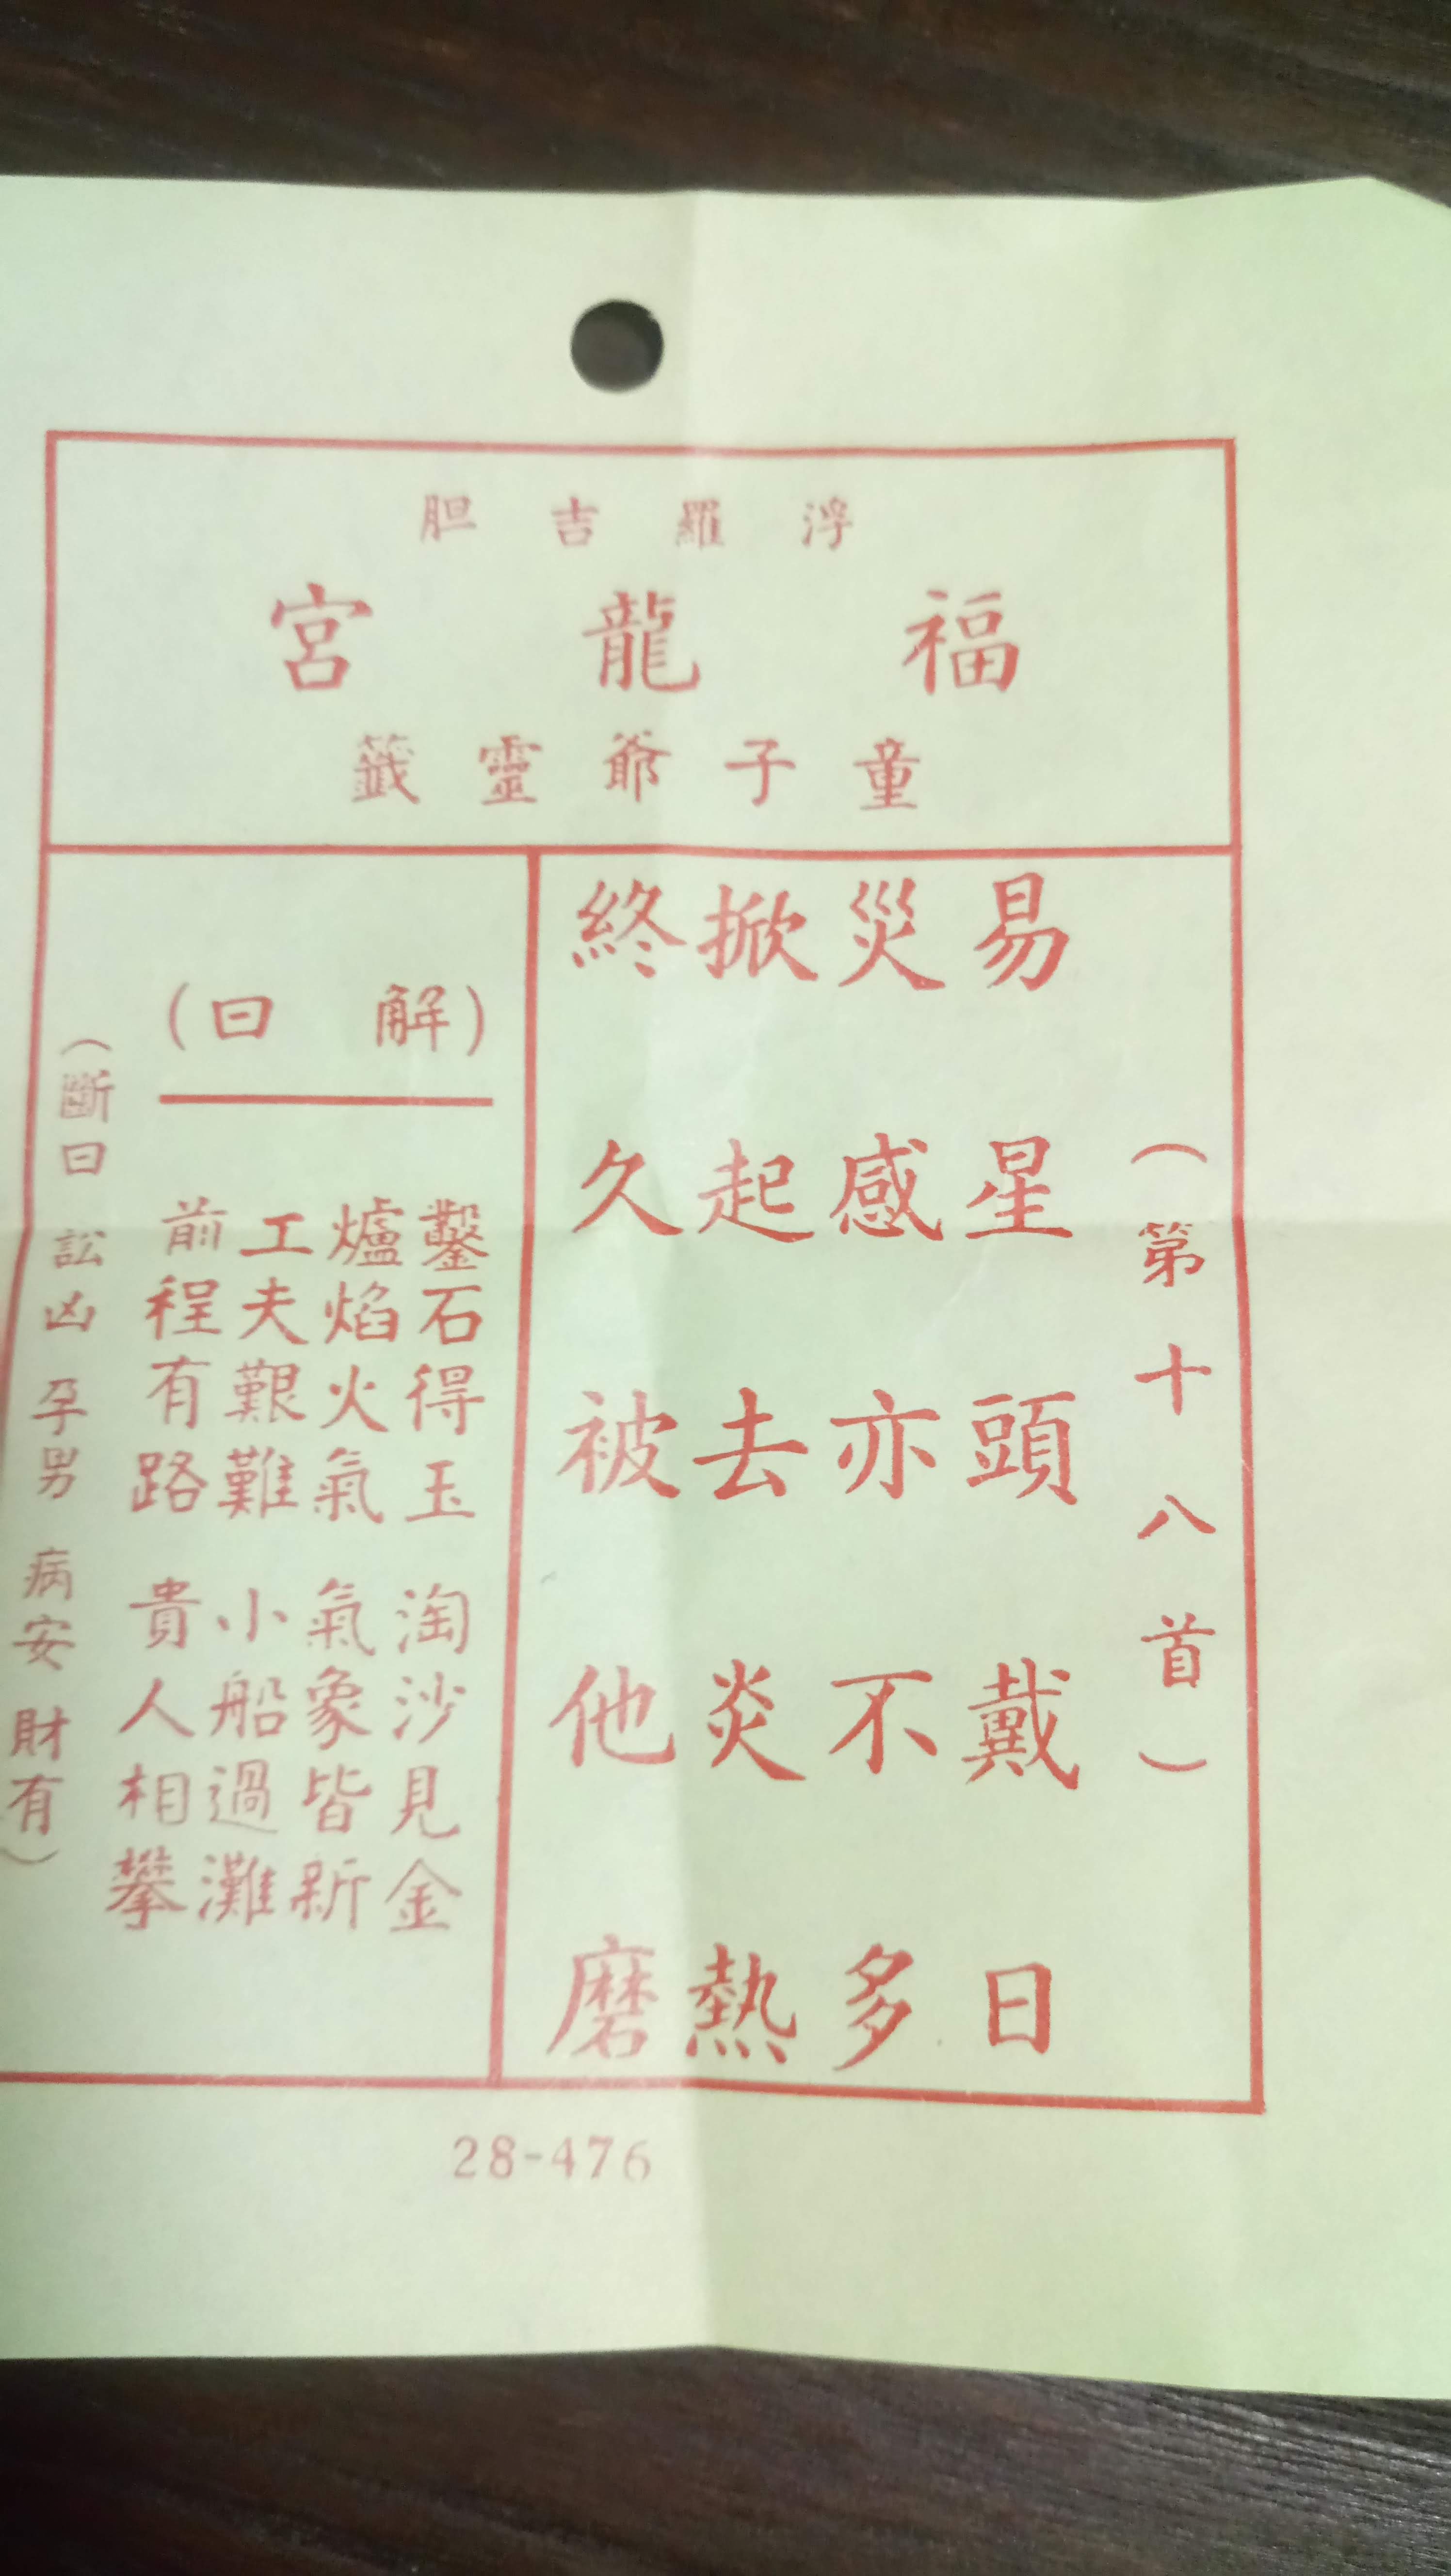 浮羅吉胆
福龍宮
童子爺靈籤
（第十八首）
易星頭戴日
災惑亦不多
掀起去炎熱
終久被他磨
（解曰）
鑿石得玉 淘沙見金
爐焰火氣 氣象皆新
工夫艱難 小船過灘
前程有路 貴人相攀
（斷曰 訟凶 孕男 病安 財有）
28-476